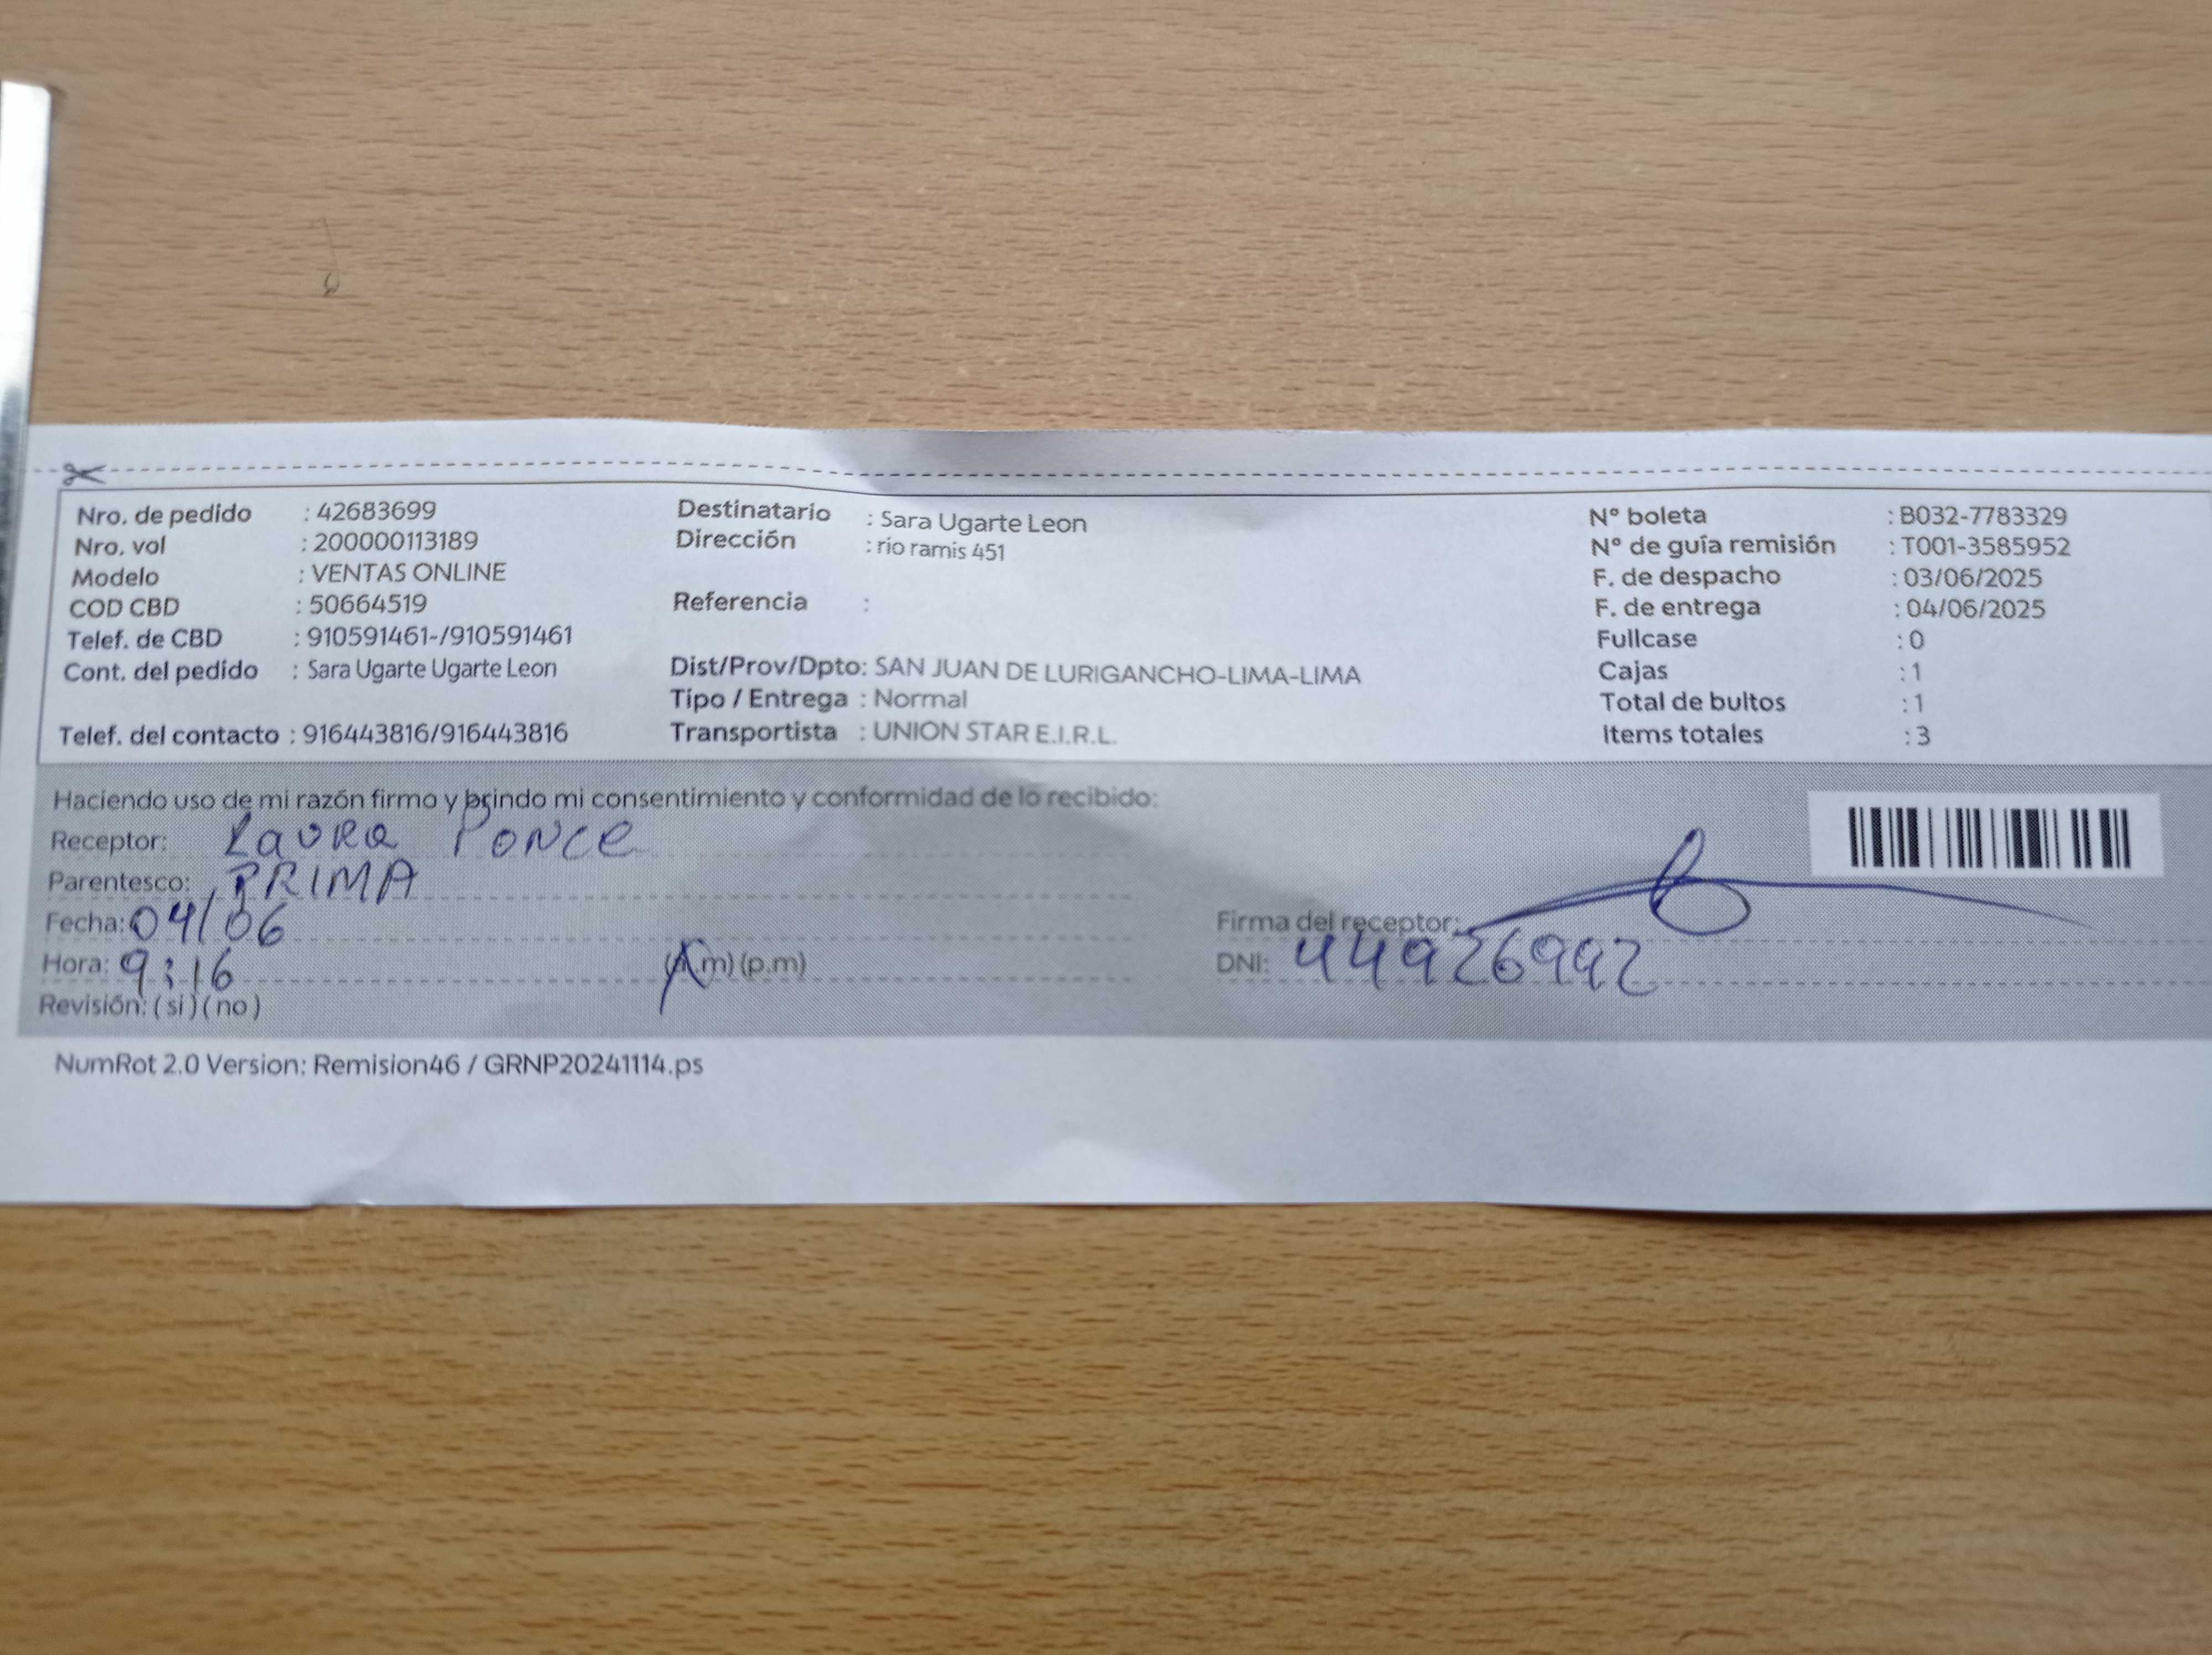 Nro. de pedido : 42683699
Nro. vol : 200000113189
Modelo : VENTAS ONLINE
COD CBD : 50664519
Telef. de CBD : 910591461-/910591461
Cont. del pedido : Sara Ugarte Ugarte Leon
Telef. del contacto : 916443816/916443816
Destinatario : Sara Ugarte Leon
Dirección : rio ramis 451
Referencia :
Dist/Prov/Dpto: SAN JUAN DE LURIGANCHO-LIMA-LIMA
Tipo / Entrega : Normal
Transportista : UNION STAR E.I.R.L.
N° boleta : B032-7783329
N° de guía remisión : T001-3585952
F. de despacho : 03/06/2025
F. de entrega : 04/06/2025
Fullcase : 0
Cajas : 1
Total de bultos : 1
Items totales : 3
Haciendo uso de mi razón firmo y brindo mi consentimiento y conformidad de lo recibido:
Receptor: Laura Ponce
Parentesco: PRIMA
Fecha: 04/06
Hora: 9:16 (a.m) (p.m)
Revisión: (si) (no)
Firma del receptor:
DNI: 44926992
NumRot 2.0 Version: Remision46 / GRNP20241114.ps